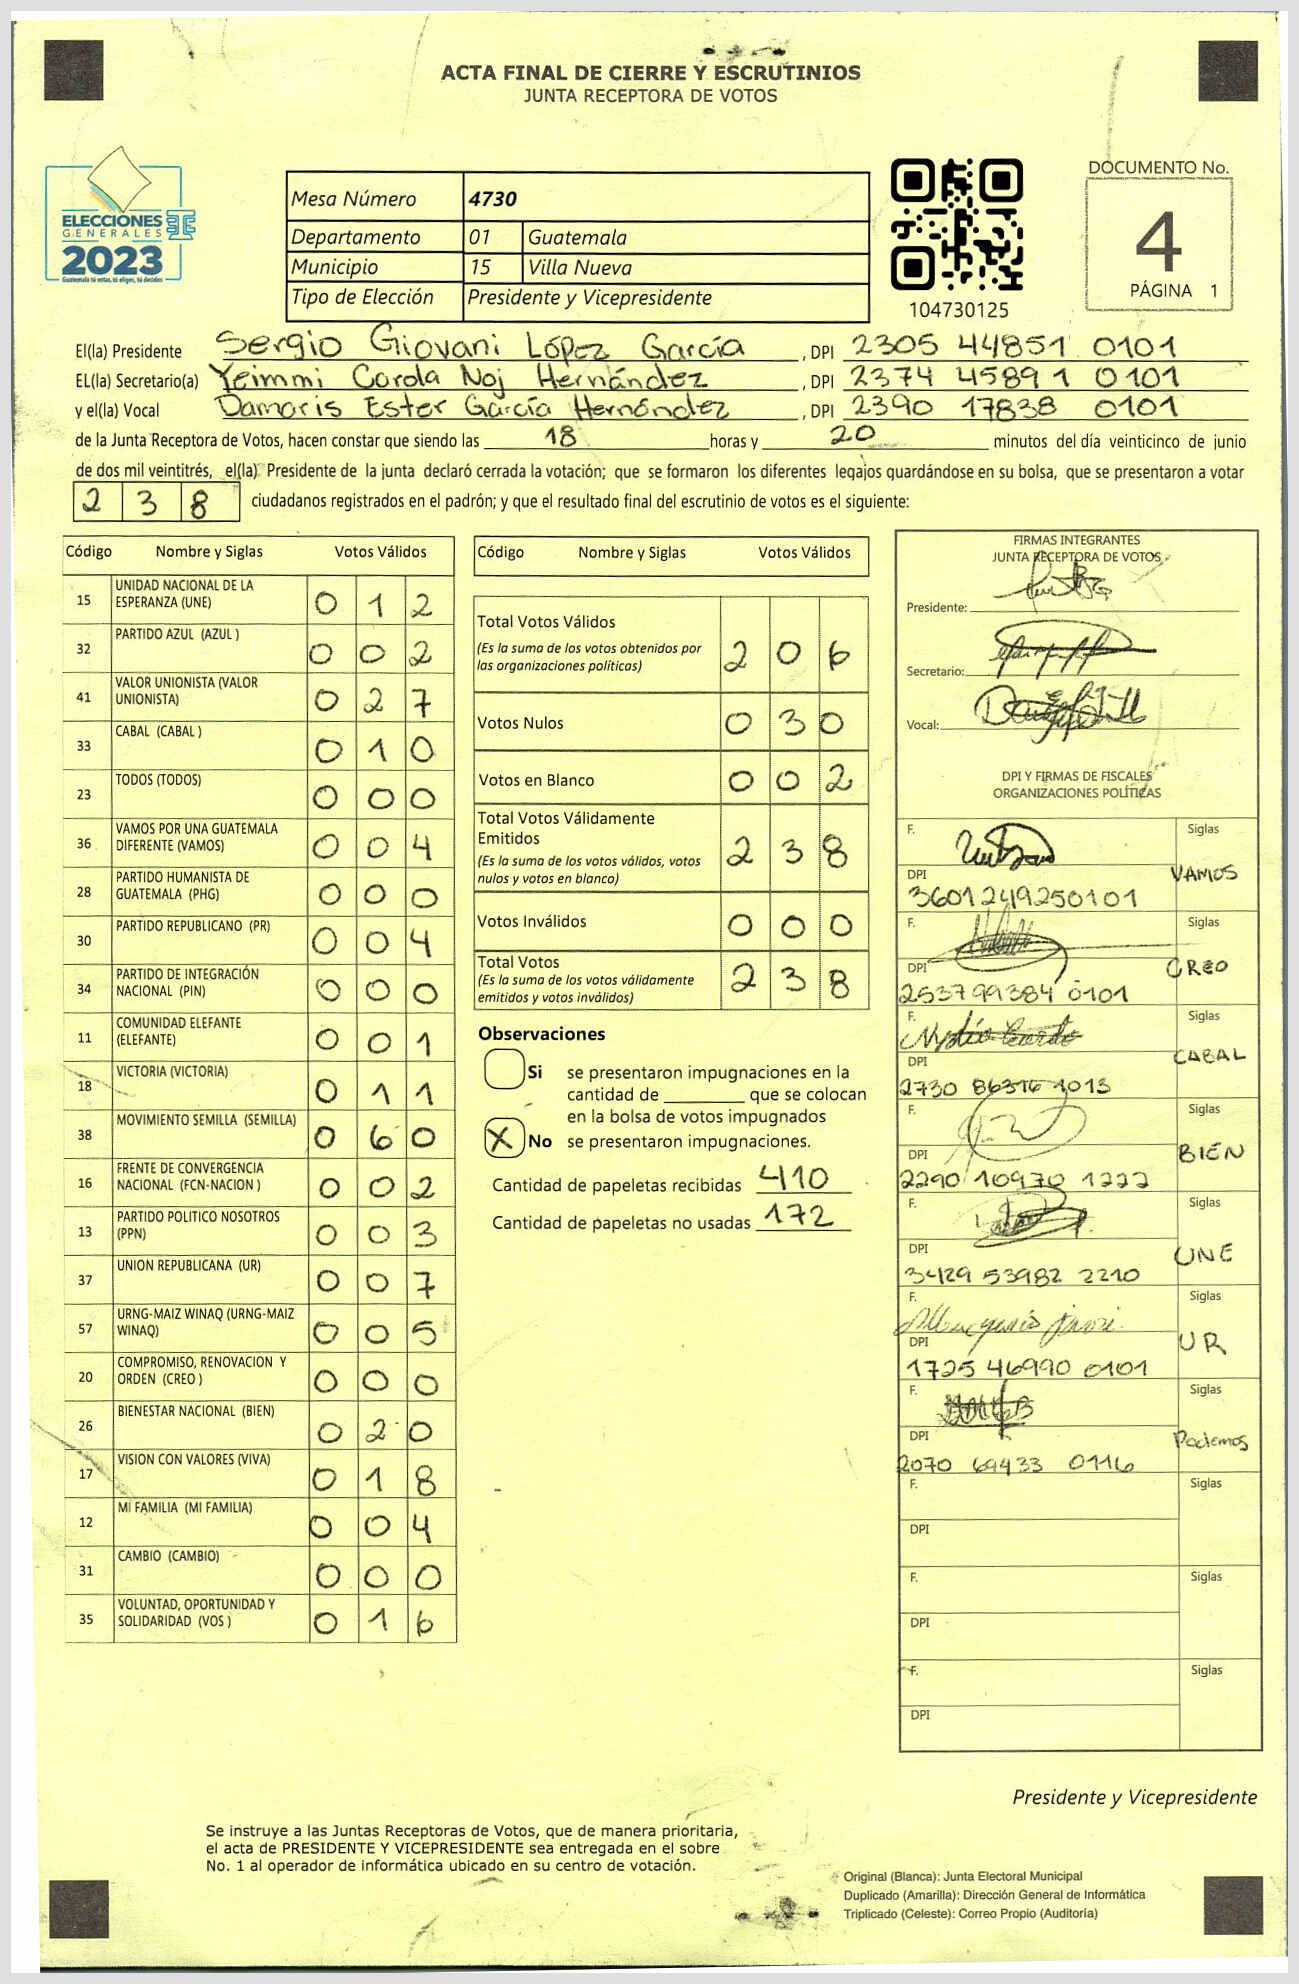 ACTA FINAL DE CIERRE Y ESCRUTINIOS
JUNTA RECEPTORA DE VOTOS
ELECCIONES
GENERALES
2023
Guatemala tú votas, tú eliges, tú decides
Mesa Número 4730
Departamento 01 Guatemala
Municipio 15 Villa Nueva
Tipo de Elección Presidente y Vicepresidente
104730125
DOCUMENTO No.
4
PÁGINA 1
El(la) Presidente Sergio Giovani López García , DPI 2305 44851 0101
EL(la) Secretario(a) Yeimmi Carola Noj Hernández , DPI 2374 45891 0101
y el(la) Vocal Damaris Ester García Hernández , DPI 2390 17838 0101
de la Junta Receptora de Votos, hacen constar que siendo las 18 horas y 20 minutos del día veinticinco de junio
de dos mil veintitrés, el(la) Presidente de la junta declaró cerrada la votación; que se formaron los diferentes legajos guardándose en su bolsa, que se presentaron a votar
2 3 8 ciudadanos registrados en el padrón; y que el resultado final del escrutinio de votos es el siguiente:
Código Nombre y Siglas Votos Válidos
15 UNIDAD NACIONAL DE LA ESPERANZA (UNE) 0 1 2
32 PARTIDO AZUL (AZUL ) 0 0 2
41 VALOR UNIONISTA (VALOR UNIONISTA) 0 2 7
33 CABAL (CABAL ) 0 1 0
23 TODOS (TODOS) 0 0 0
36 VAMOS POR UNA GUATEMALA DIFERENTE (VAMOS) 0 0 4
28 PARTIDO HUMANISTA DE GUATEMALA (PHG) 0 0 0
30 PARTIDO REPUBLICANO (PR) 0 0 4
34 PARTIDO DE INTEGRACIÓN NACIONAL (PIN) 0 0 0
11 COMUNIDAD ELEFANTE (ELEFANTE) 0 0 1
18 VICTORIA (VICTORIA) 0 1 1
38 MOVIMIENTO SEMILLA (SEMILLA) 0 6 0
16 FRENTE DE CONVERGENCIA NACIONAL (FCN-NACION ) 0 0 2
13 PARTIDO POLITICO NOSOTROS (PPN) 0 0 3
37 UNION REPUBLICANA (UR) 0 0 7
57 URNG-MAIZ WINAQ (URNG-MAIZ WINAQ) 0 0 5
20 COMPROMISO, RENOVACION Y ORDEN (CREO ) 0 0 0
26 BIENESTAR NACIONAL (BIEN) 0 2 0
17 VISION CON VALORES (VIVA) 0 1 8
12 MI FAMILIA (MI FAMILIA) 0 0 4
31 CAMBIO (CAMBIO) 0 0 0
35 VOLUNTAD, OPORTUNIDAD Y SOLIDARIDAD (VOS ) 0 1 6
Código Nombre y Siglas Votos Válidos
Total Votos Válidos 2 0 6
(Es la suma de los votos obtenidos por
las organizaciones políticas)
Votos Nulos 0 3 0
Votos en Blanco 0 0 2
Total Votos Válidamente
Emitidos 2 3 8
(Es la suma de los votos válidos, votos
nulos y votos en blanco)
Votos Inválidos 0 0 0
Total Votos 2 3 8
(Es la suma de los votos válidamente
emitidos y votos inválidos)
Observaciones
Si se presentaron impugnaciones en la
cantidad de ________ que se colocan
en la bolsa de votos impugnados
X No se presentaron impugnaciones.
Cantidad de papeletas recibidas 410
Cantidad de papeletas no usadas 172
FIRMAS INTEGRANTES
JUNTA RECEPTORA DE VOTOS
Presidente:
Secretario:
Vocal:
DPI Y FIRMAS DE FISCALES
ORGANIZACIONES POLÍTICAS
F. Siglas
DPI VAMOS
3601249250101
F. Siglas
DPI CREO
253799384 0101
F. Siglas
DPI CABAL
2730 86316 1013
F. Siglas
DPI BIEN
2290 10970 1222
F. Siglas
DPI UNE
3429 53982 2210
F. Siglas
DPI UR
1725 46990 0101
F. Siglas
DPI Podemos
2070 69433 0116
F. Siglas
DPI
F. Siglas
DPI
F. Siglas
DPI
Presidente y Vicepresidente
Se instruye a las Juntas Receptoras de Votos, que de manera prioritaria,
el acta de PRESIDENTE Y VICEPRESIDENTE sea entregada en el sobre
No. 1 al operador de informática ubicado en su centro de votación.
Original (Blanca): Junta Electoral Municipal
Duplicado (Amarilla): Dirección General de Informática
Triplicado (Celeste): Correo Propio (Auditoría)